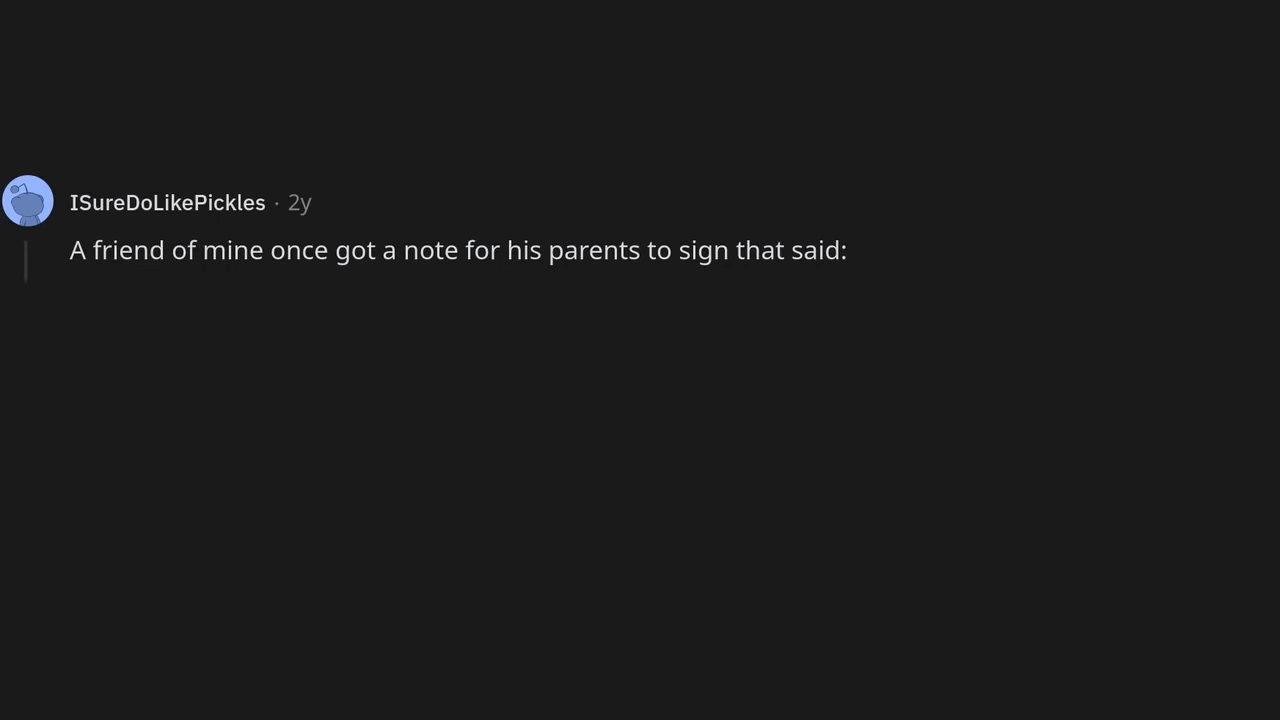 ISureDoLikePickles · 2y
A friend of mine once got a note for his parents to sign that said: